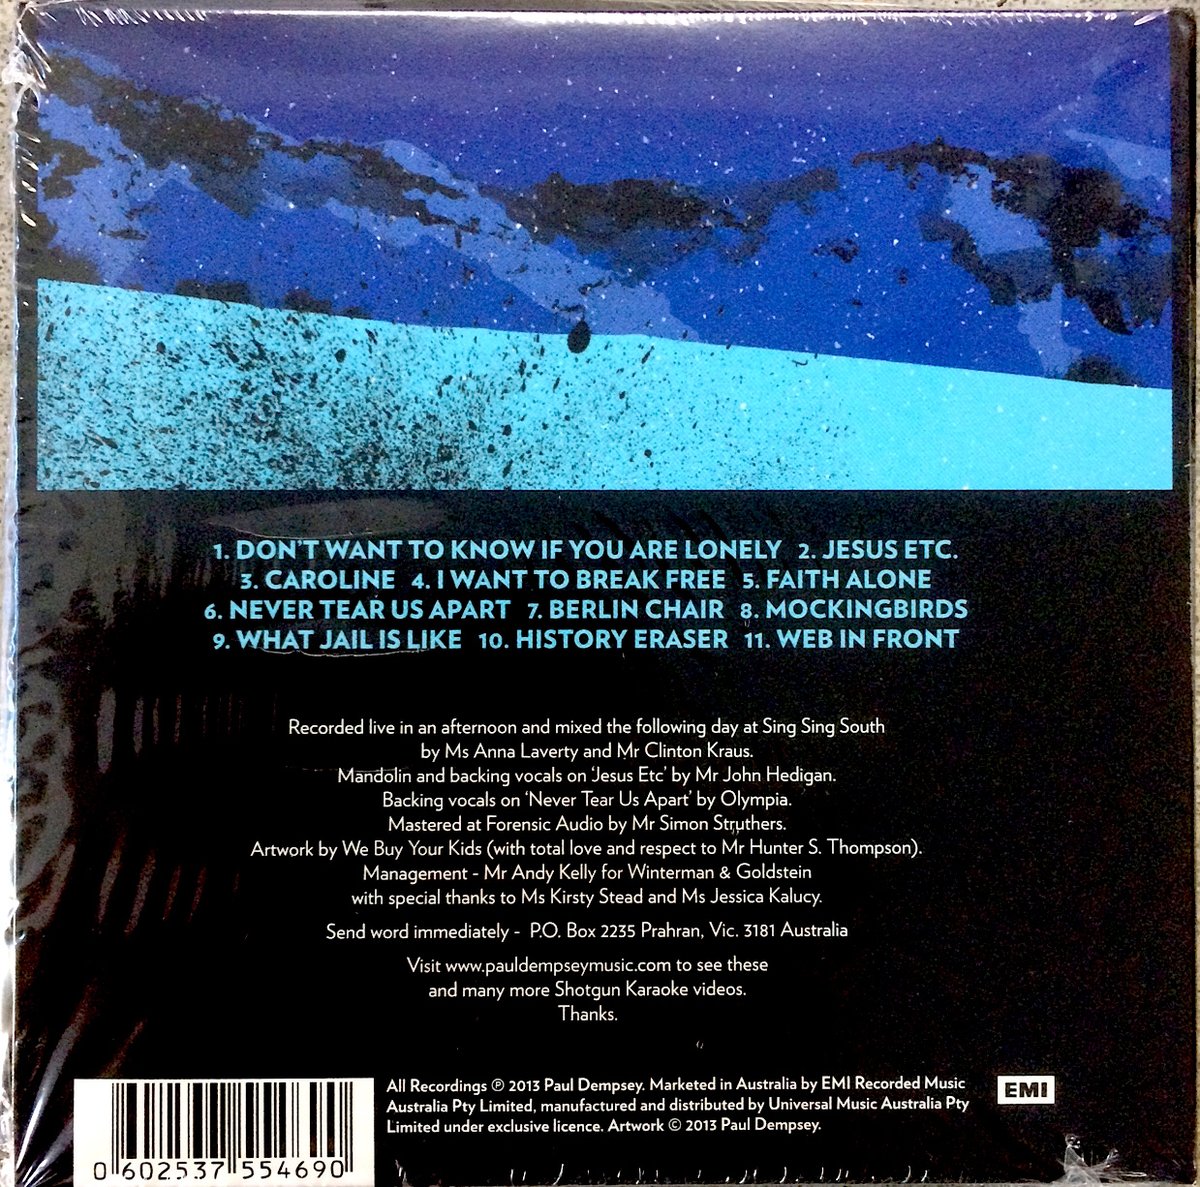 1. DON'T WANT TO KNOW IF YOU ARE LONELY 2. JESUS ETC.
3. CAROLINE 4. I WANT TO BREAK FREE 5. FAITH ALONE
6. NEVER TEAR US APART 7. BERLIN CHAIR 8. MOCKINGBIRDS
9. WHAT JAIL IS LIKE 10. HISTORY ERASER 11. WEB IN FRONT
Recorded live in an afternoon and mixed the following day at Sing Sing South
by Ms Anna Laverty and Mr Clinton Kraus.
Mandolin and backing vocals on 'Jesus Etc' by Mr John Hedigan.
Backing vocals on 'Never Tear Us Apart' by Olympia.
Mastered at Forensic Audio by Mr Simon Struthers.
Artwork by We Buy Your Kids (with total love and respect to Mr Hunter S. Thompson).
Management - Mr Andy Kelly for Winterman & Goldstein
with special thanks to Ms Kirsty Stead and Ms Jessica Kalucy.
Send word immediately - P.O. Box 2235 Prahran, Vic. 3181 Australia
Visit www.pauldempseymusic.com to see these
and many more Shotgun Karaoke videos.
Thanks.
All Recordings ℗ 2013 Paul Dempsey. Marketed in Australia by EMI Recorded Music
Australia Pty Limited, manufactured and distributed by Universal Music Australia Pty
Limited under exclusive licence. Artwork © 2013 Paul Dempsey.
EMI
0 602537 554690